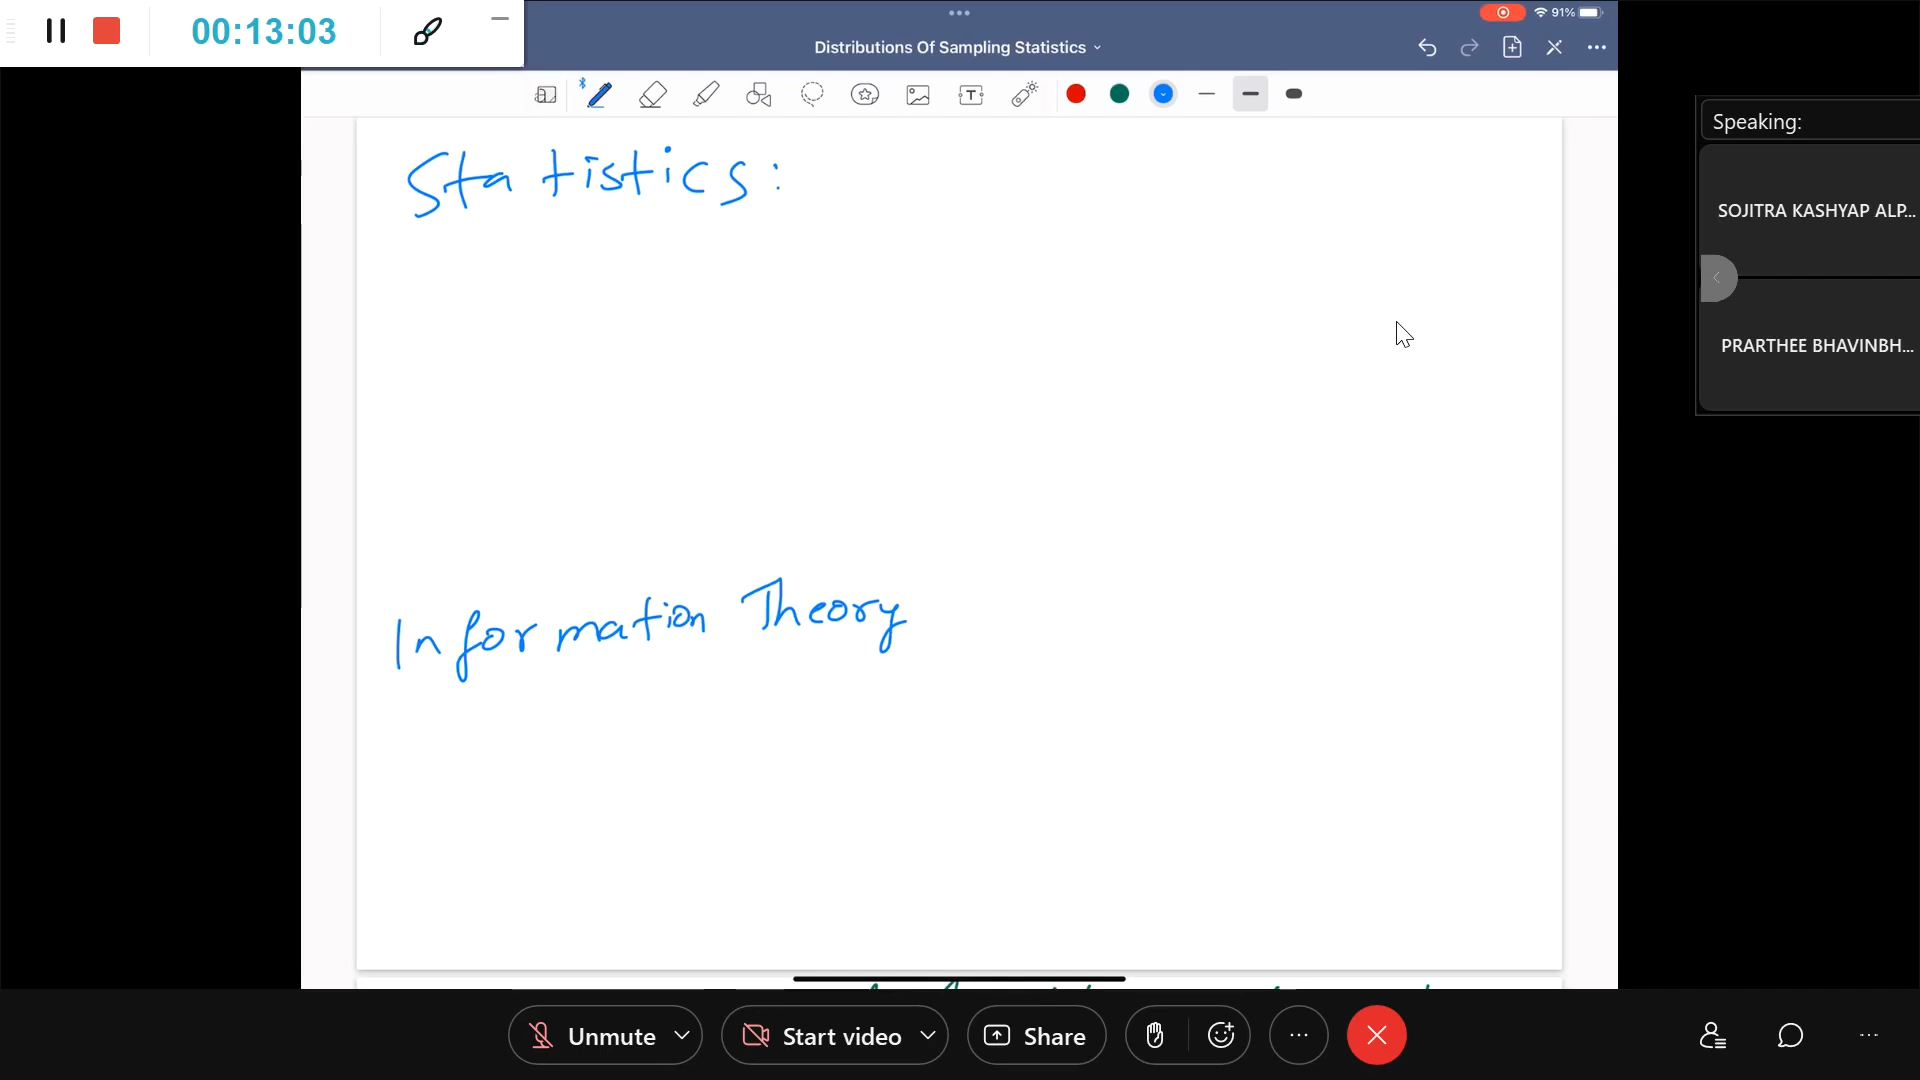 00:13:03
91%
Distributions Of Sampling Statistics
Statistics:
Information Theory
Speaking:
SOJITRA KASHYAP ALP...
PRARTHEE BHAVINBH...
Unmute
Start video
Share